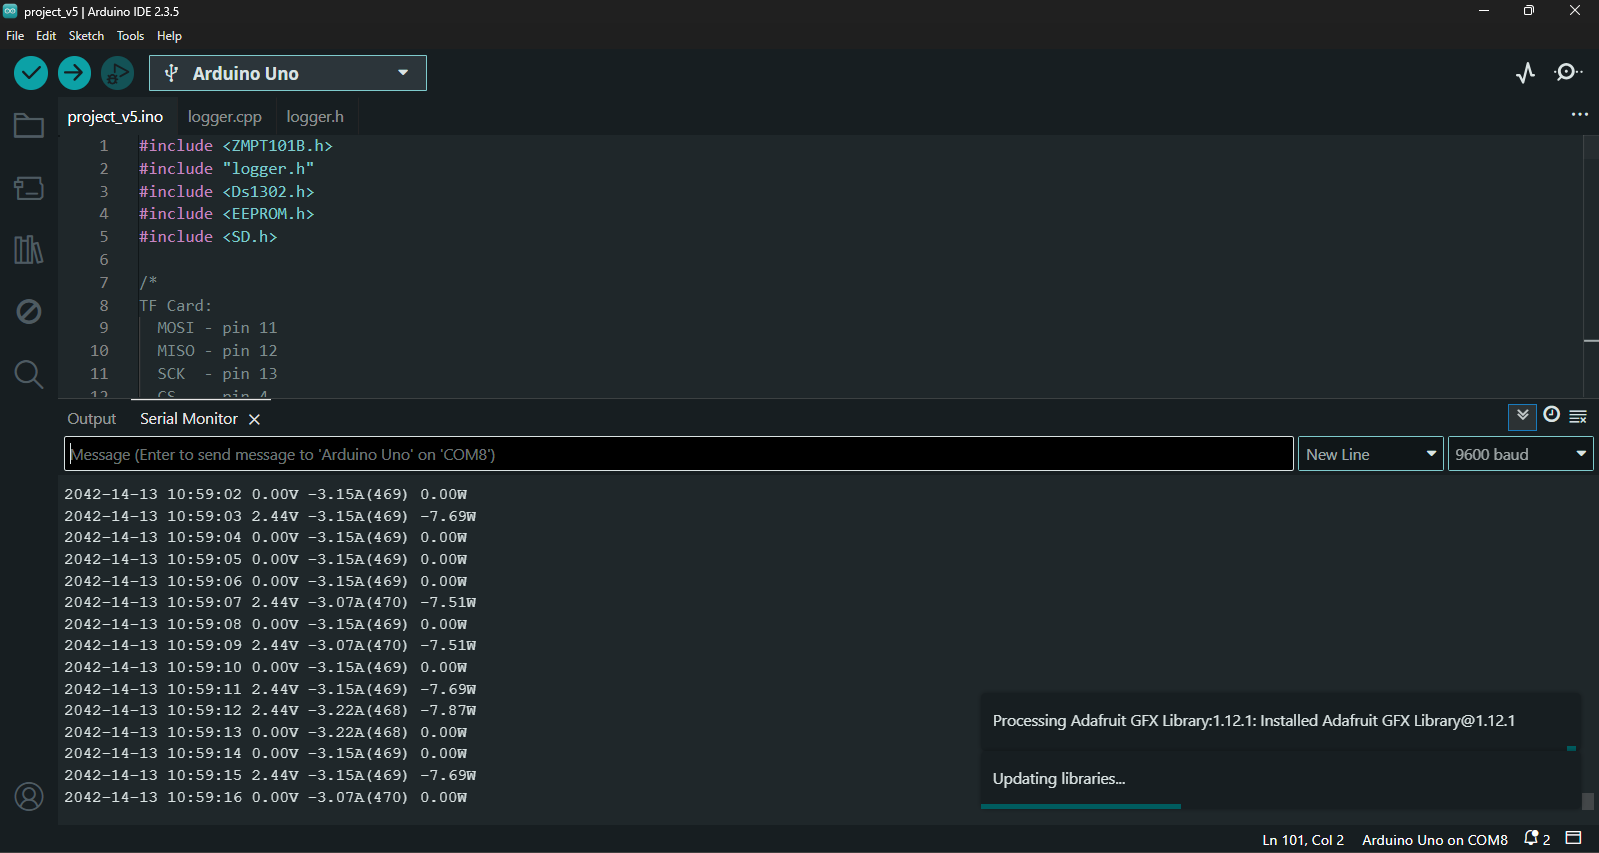 project_v5 | Arduino IDE 2.3.5
File Edit Sketch Tools Help
Arduino Uno
project_v5.ino logger.cpp logger.h
1 #include <ZMPT101B.h>
2 #include "logger.h"
3 #include <Ds1302.h>
4 #include <EEPROM.h>
5 #include <SD.h>
6
7 /*
8 TF Card:
9 MOSI - pin 11
10 MISO - pin 12
11 SCK - pin 13
12 CS pin 4
Output Serial Monitor
Message (Enter to send message to 'Arduino Uno' on 'COM8') New Line 9600 baud
2042-14-13 10:59:02 0.00V -3.15A(469) 0.00W
2042-14-13 10:59:03 2.44V -3.15A(469) -7.69W
2042-14-13 10:59:04 0.00V -3.15A(469) 0.00W
2042-14-13 10:59:05 0.00V -3.15A(469) 0.00W
2042-14-13 10:59:06 0.00V -3.15A(469) 0.00W
2042-14-13 10:59:07 2.44V -3.07A(470) -7.51W
2042-14-13 10:59:08 0.00V -3.15A(469) 0.00W
2042-14-13 10:59:09 2.44V -3.07A(470) -7.51W
2042-14-13 10:59:10 0.00V -3.15A(469) 0.00W
2042-14-13 10:59:11 2.44V -3.15A(469) -7.69W
2042-14-13 10:59:12 2.44V -3.22A(468) -7.87W
2042-14-13 10:59:13 0.00V -3.22A(468) 0.00W
2042-14-13 10:59:14 0.00V -3.15A(469) 0.00W
2042-14-13 10:59:15 2.44V -3.15A(469) -7.69W
2042-14-13 10:59:16 0.00V -3.07A(470) 0.00W
Processing Adafruit GFX Library:1.12.1: Installed Adafruit GFX Library@1.12.1
Updating libraries...
Ln 101, Col 2 Arduino Uno on COM8 2